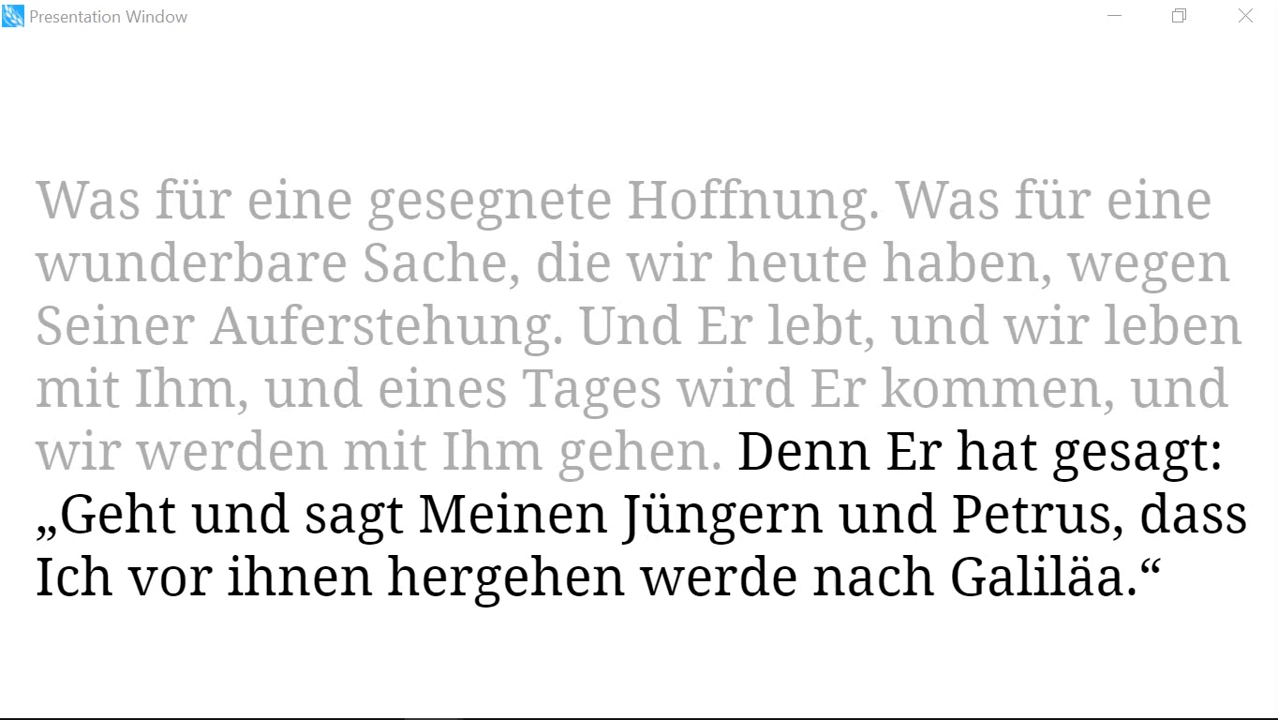 Presentation Window
Was für eine gesegnete Hoffnung. Was für eine
wunderbare Sache, die wir heute haben, wegen
Seiner Auferstehung. Und Er lebt, und wir leben
mit Ihm, und eines Tages wird Er kommen, und
wir werden mit Ihm gehen. Denn Er hat gesagt:
„Geht und sagt Meinen Jüngern und Petrus, dass
Ich vor ihnen hergehen werde nach Galiläa.“